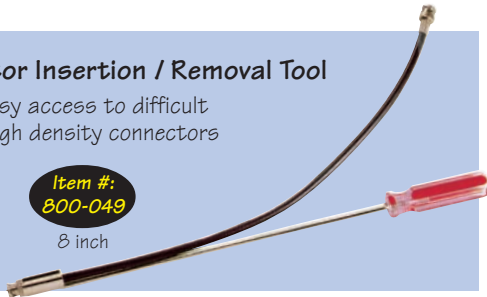 or Insertion / Removal Tool
sy access to difficult
gh density connectors
Item #:
800-049
8 inch